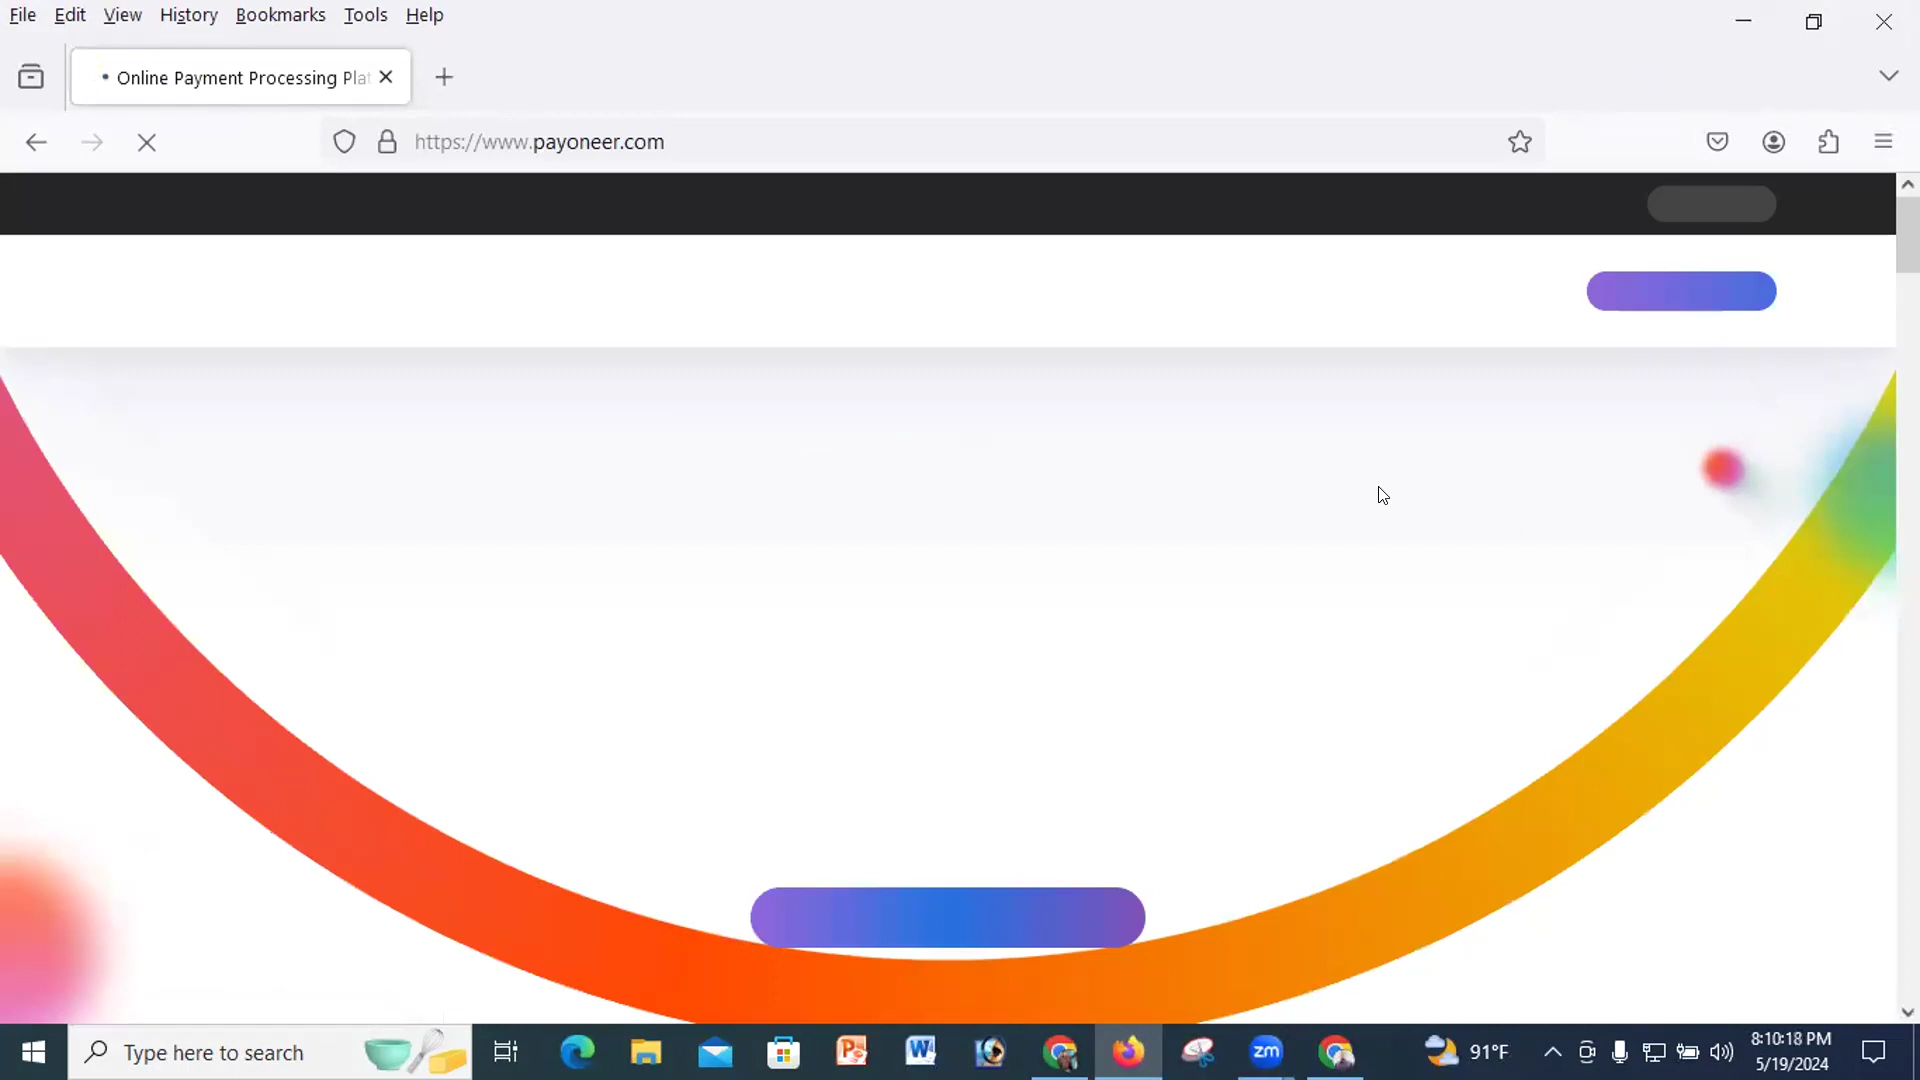 File Edit View History Bookmarks Tools Help
Online Payment Processing Plat
https://www.payoneer.com
Type here to search
zm
91°F
8:10:18 PM
5/19/2024